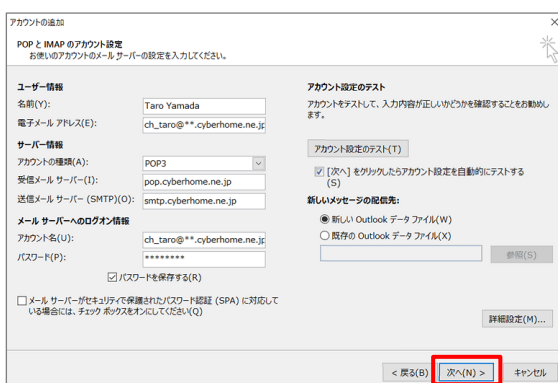 アカウントの追加
POP と IMAP のアカウント設定
お使いのアカウントのメール サーバーの設定を入力してください。
ユーザー情報
名前(Y):
Taro Yamada
電子メール アドレス(E):
ch_taro@**.cyberhome.ne.jp
サーバー情報
アカウントの種類(A):
POP3
受信メール サーバー(I):
pop.cyberhome.ne.jp
送信メール サーバー (SMTP)(O):
smtp.cyberhome.ne.jp
メール サーバーへのログオン情報
アカウント名(U):
ch_taro@**.cyberhome.ne.jp
パスワード(P):
********
パスワードを保存する(R)
メール サーバーがセキュリティで保護されたパスワード認証 (SPA) に対応して
いる場合には、チェック ボックスをオンにしてください(Q)
アカウント設定のテスト
アカウントをテストして、入力内容が正しいかどうかを確認することをお勧めし
ます。
アカウント設定のテスト(T)
[次へ] をクリックしたらアカウント設定を自動的にテストする
(S)
新しいメッセージの配信先:
新しい Outlook データ ファイル(W)
既存の Outlook データ ファイル(X)
参照(S)
詳細設定(M)...
< 戻る(B)
次へ(N) >
キャンセル